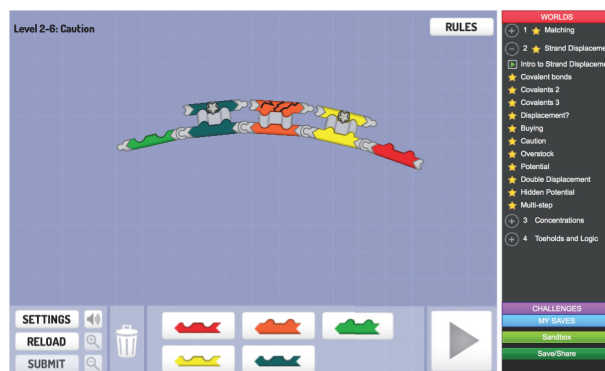 Level 2-6: Caution
RULES
WORLDS
1 Matching
2 Strand Displaceme
Intro to Strand Displaceme
Covalent bonds
Covalents 2
Covalents 3
Displacement?
Buying
Caution
Overstock
Potential
Double Displacement
Hidden Potential
Multi-step
3 Concentrations
4 Toeholds and Logic
SETTINGS
RELOAD
SUBMIT
CHALLENGES
MY SAVES
Sandbox
Save/Share